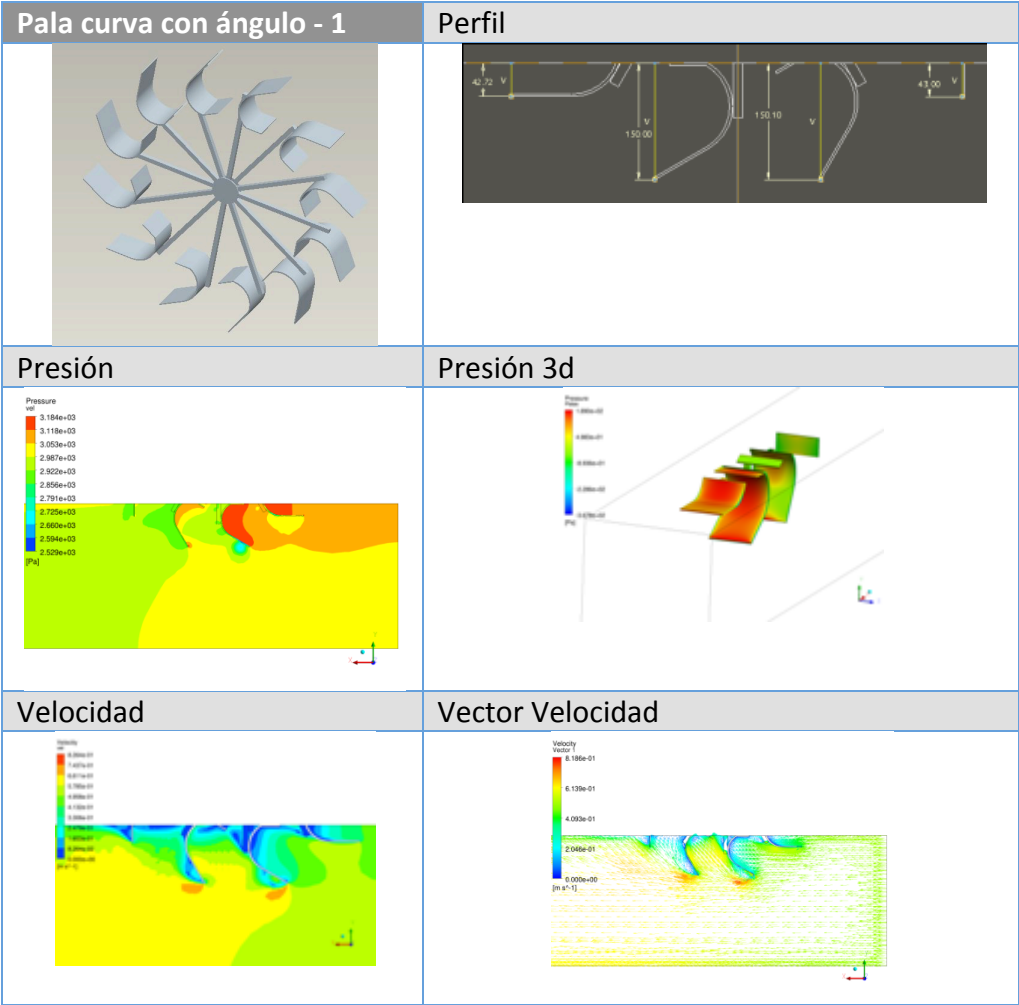 Pala curva con ángulo - 1
Perfil
42.72
V
150.00
V
150.10
V
43.00
V
Presión
Presión 3d
Pressure
vel
3.184e+03
3.118e+03
3.053e+03
2.987e+03
2.922e+03
2.856e+03
2.791e+03
2.725e+03
2.660e+03
2.594e+03
2.529e+03
[Pa]
Y
X
Pressure
[Pa]
Velocidad
Vector Velocidad
Velocity
vel
[m s^-1]
Velocity
Vector 1
8.186e-01
6.139e-01
4.093e-01
2.046e-01
0.000e+00
[m s^-1]